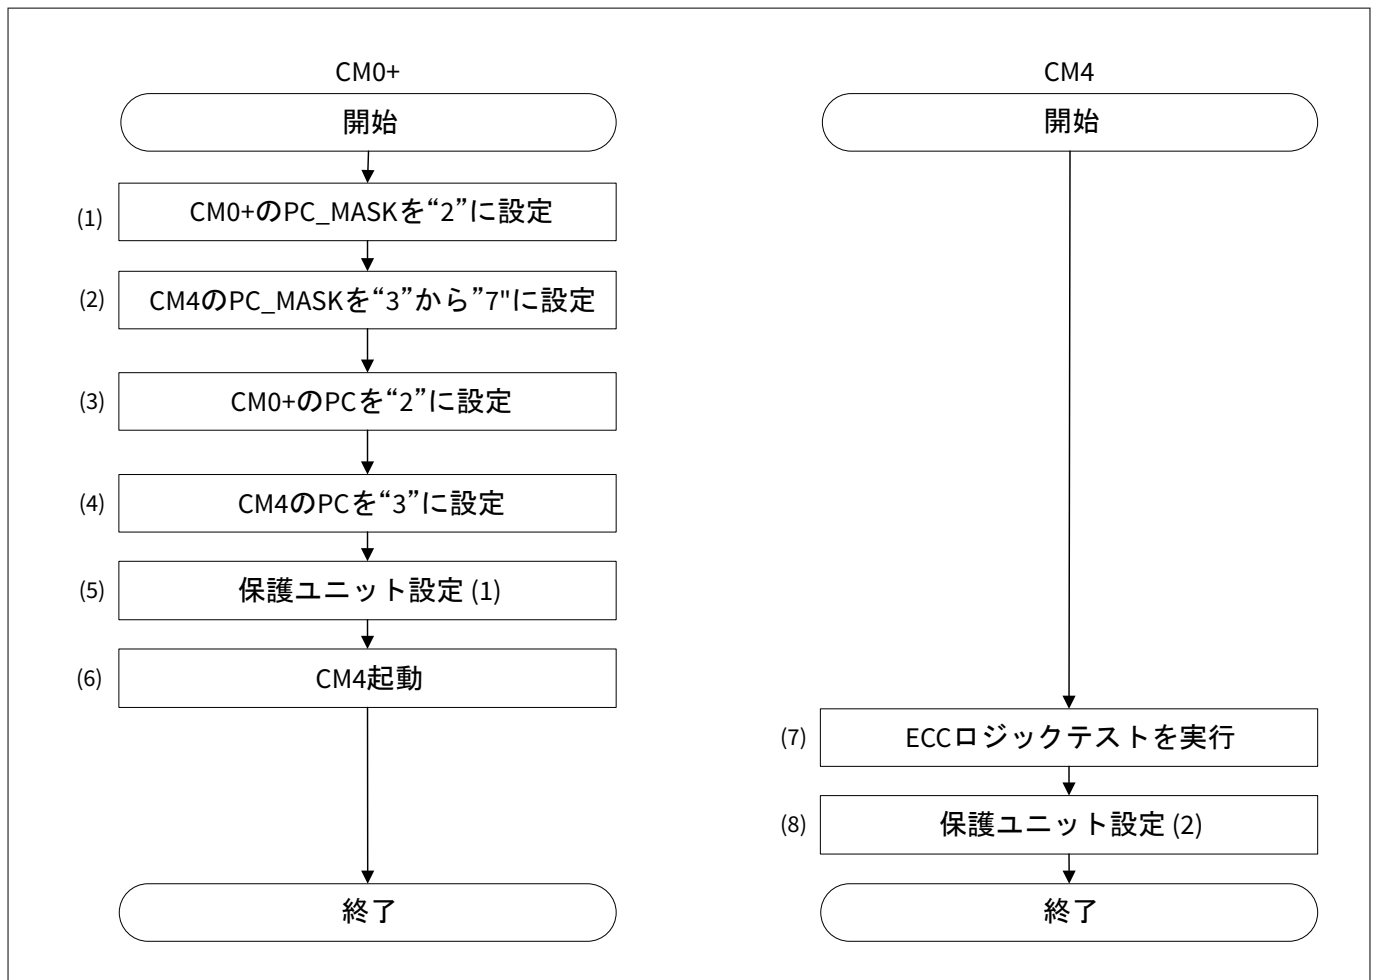 CM0+
開始
(1) CM0+のPC_MASKを“2”に設定
(2) CM4のPC_MASKを“3”から”7"に設定
(3) CM0+のPCを“2”に設定
(4) CM4のPCを“3”に設定
(5) 保護ユニット設定 (1)
(6) CM4起動
終了
CM4
開始
(7) ECCロジックテストを実行
(8) 保護ユニット設定 (2)
終了